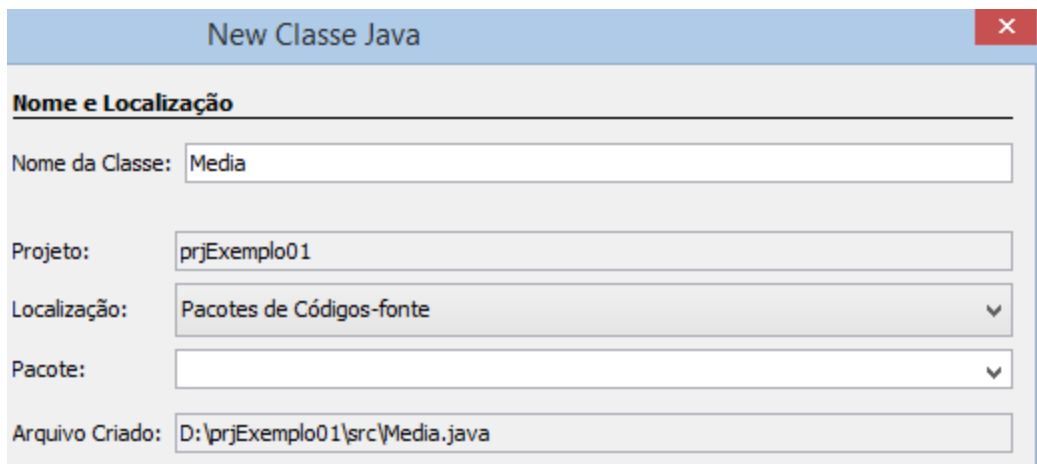 New Classe Java
Nome e Localização
Nome da Classe: Media
Projeto: prjExemplo01
Localização: Pacotes de Códigos-fonte
Pacote:
Arquivo Criado: D:\prjExemplo01\src\Media.java